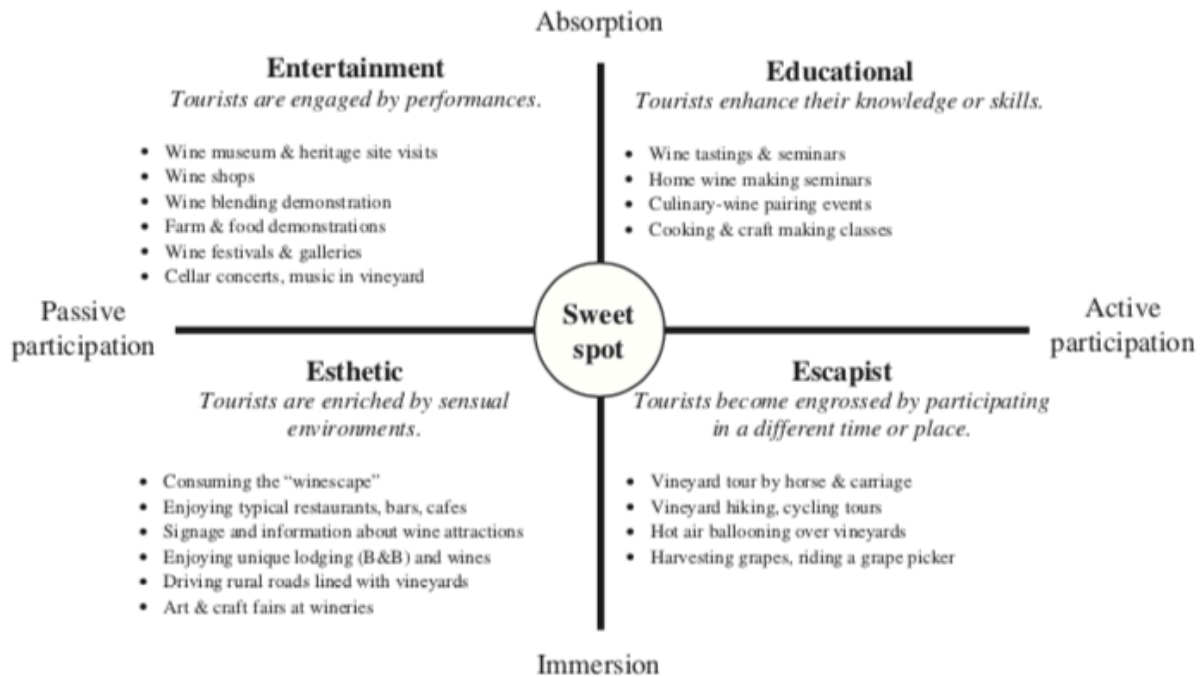 Absorption
Entertainment
Tourists are engaged by performances.
• Wine museum & heritage site visits
• Wine shops
• Wine blending demonstration
• Farm & food demonstrations
• Wine festivals & galleries
• Cellar concerts, music in vineyard
Educational
Tourists enhance their knowledge or skills.
• Wine tastings & seminars
• Home wine making seminars
• Culinary-wine pairing events
• Cooking & craft making classes
Passive
participation
Sweet
spot
Active
participation
Esthetic
Tourists are enriched by sensual
environments.
• Consuming the “winescape”
• Enjoying typical restaurants, bars, cafes
• Signage and information about wine attractions
• Enjoying unique lodging (B&B) and wines
• Driving rural roads lined with vineyards
• Art & craft fairs at wineries
Escapist
Tourists become engrossed by participating
in a different time or place.
• Vineyard tour by horse & carriage
• Vineyard hiking, cycling tours
• Hot air ballooning over vineyards
• Harvesting grapes, riding a grape picker
Immersion